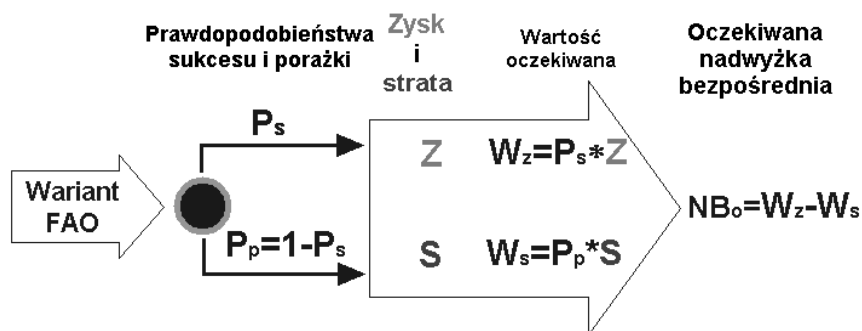 Prawdopodobieństwa
sukcesu i porażki
Zysk
i
strata
Wartość
oczekiwana
Oczekiwana
nadwyżka
bezpośrednia
Wariant
FAO
Ps
Z
Wz=Ps*Z
NBo=Wz-Ws
Pp=1-Ps
S
Ws=Pp*S